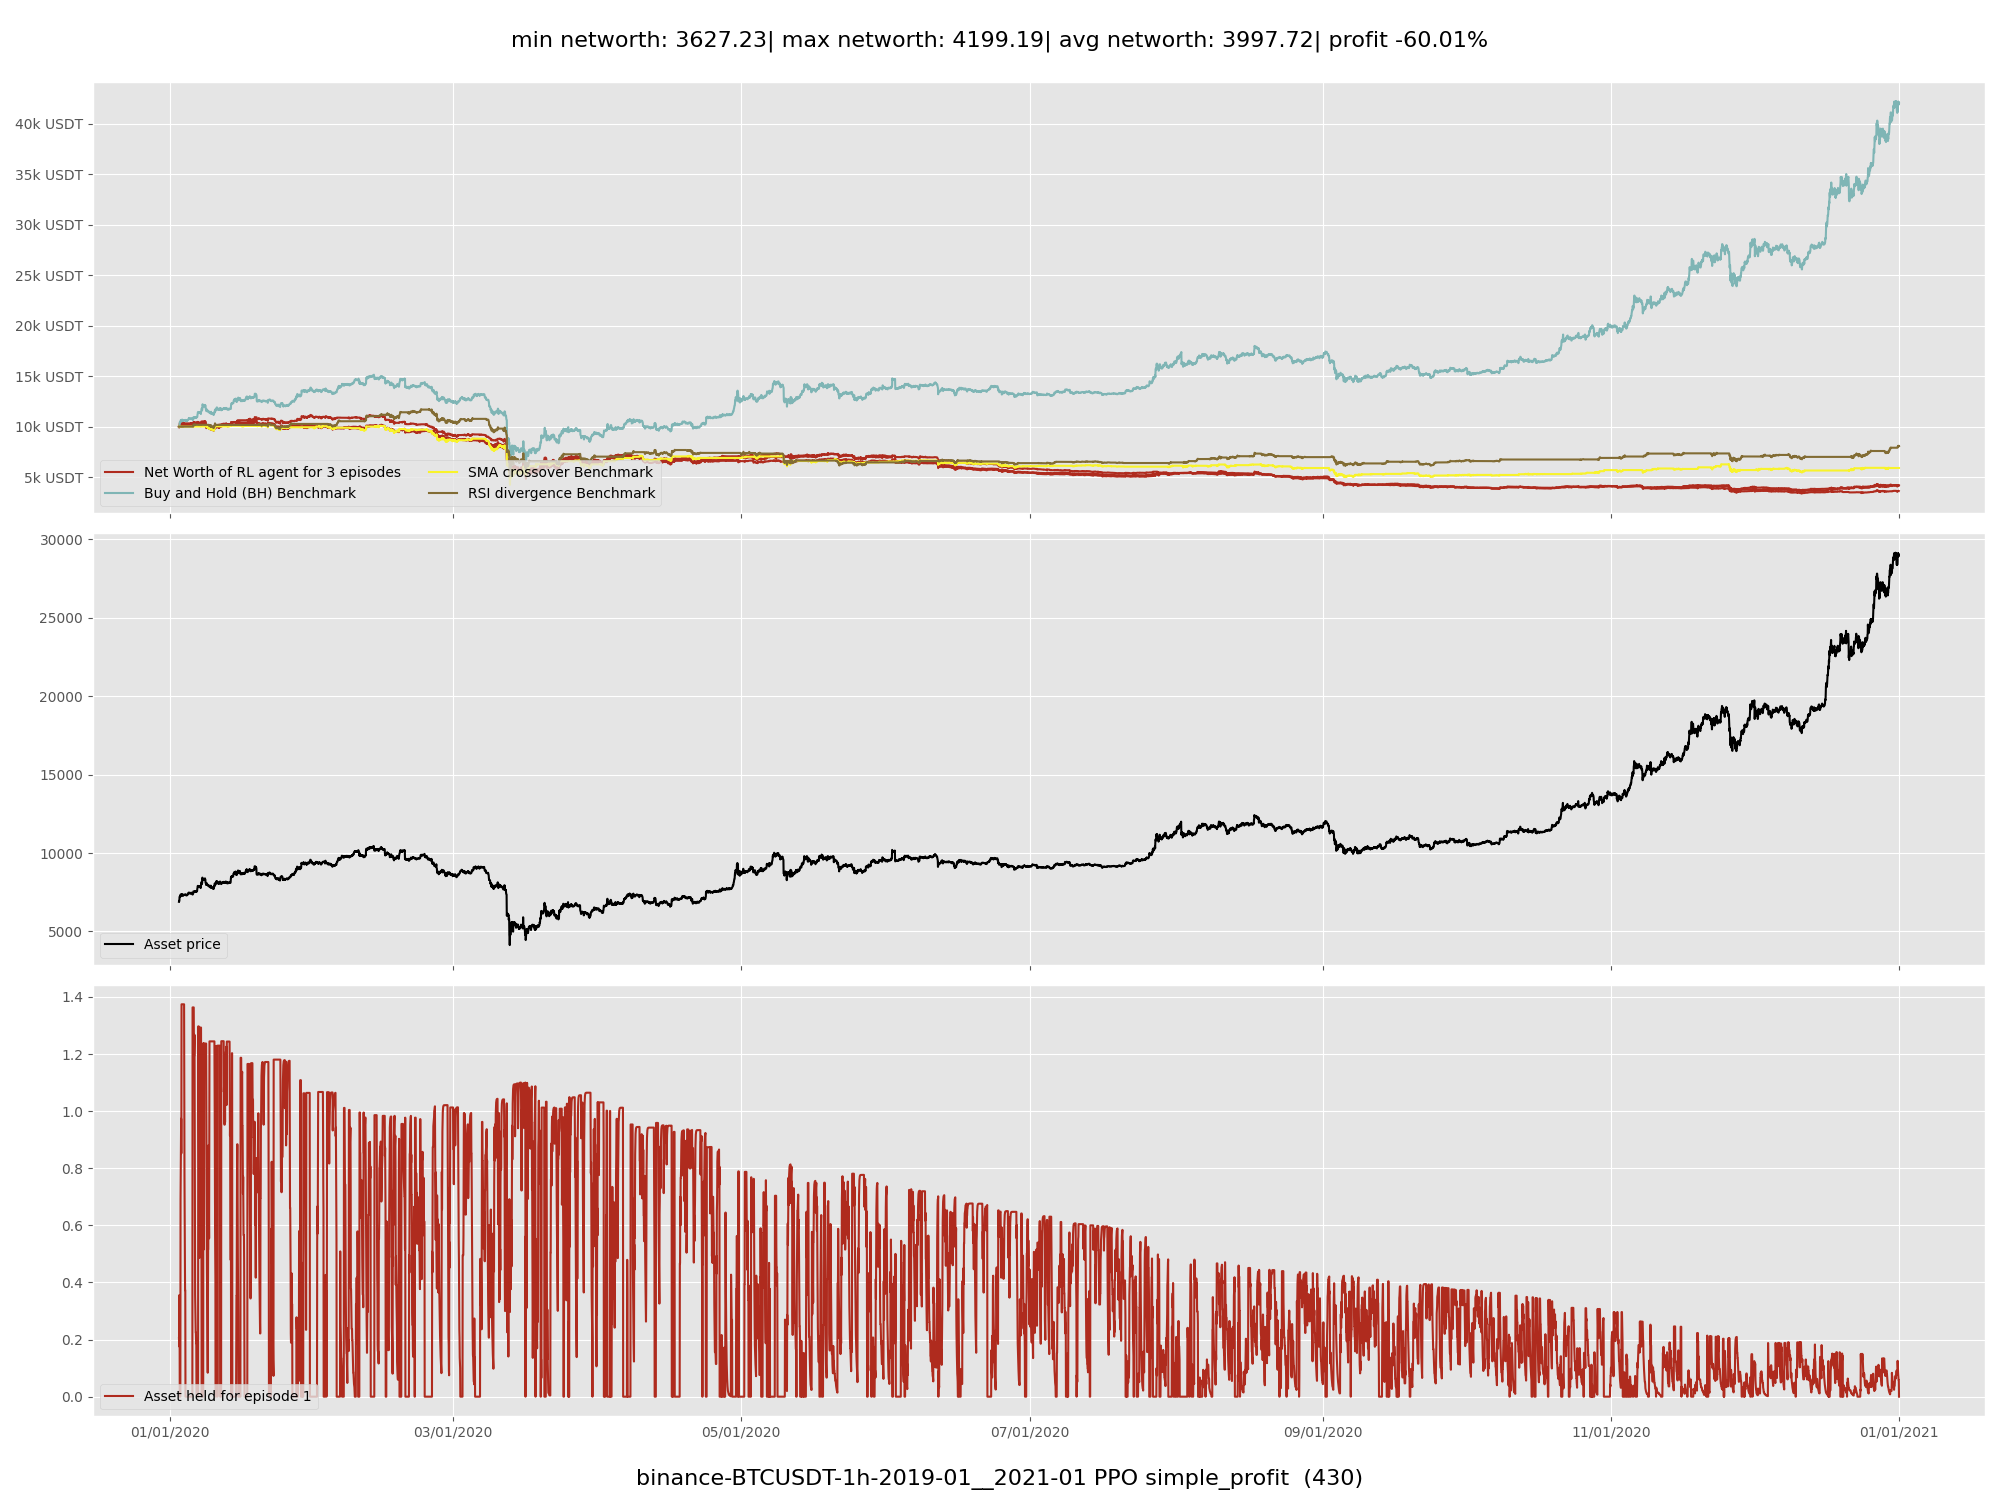 min networth: 3627.23| max networth: 4199.19| avg networth: 3997.72| profit -60.01%
40k USDT
35k USDT
30k USDT
25k USDT
20k USDT
15k USDT
10k USDT
5k USDT
Net Worth of RL agent for 3 episodes
Buy and Hold (BH) Benchmark
SMA crossover Benchmark
RSI divergence Benchmark
30000
25000
20000
15000
10000
5000
Asset price
1.4
1.2
1.0
0.8
0.6
0.4
0.2
0.0
Asset held for episode 1
01/01/2020 03/01/2020 05/01/2020 07/01/2020 09/01/2020 11/01/2020 01/01/2021
binance-BTCUSDT-1h-2019-01__2021-01 PPO simple_profit (430)